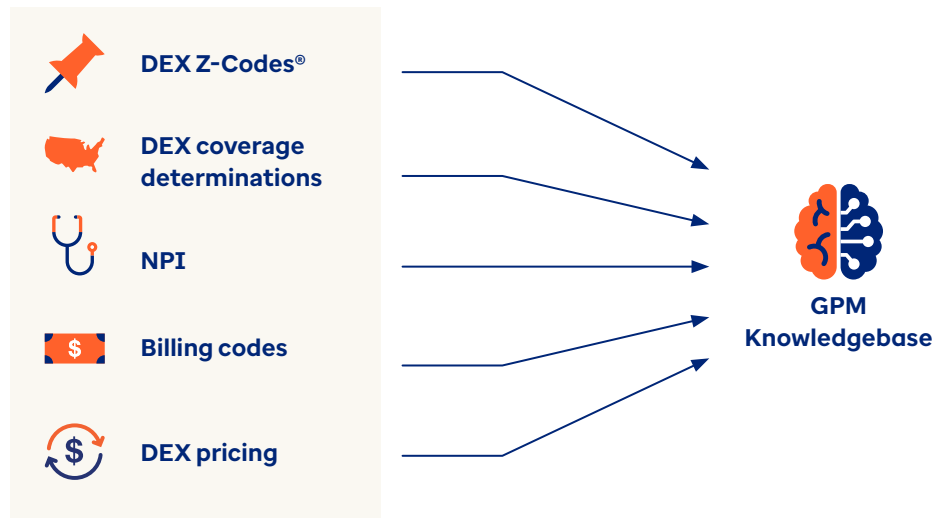 DEX Z-Codes®
DEX coverage
determinations
NPI
$
Billing codes
$
DEX pricing
GPM
Knowledgebase